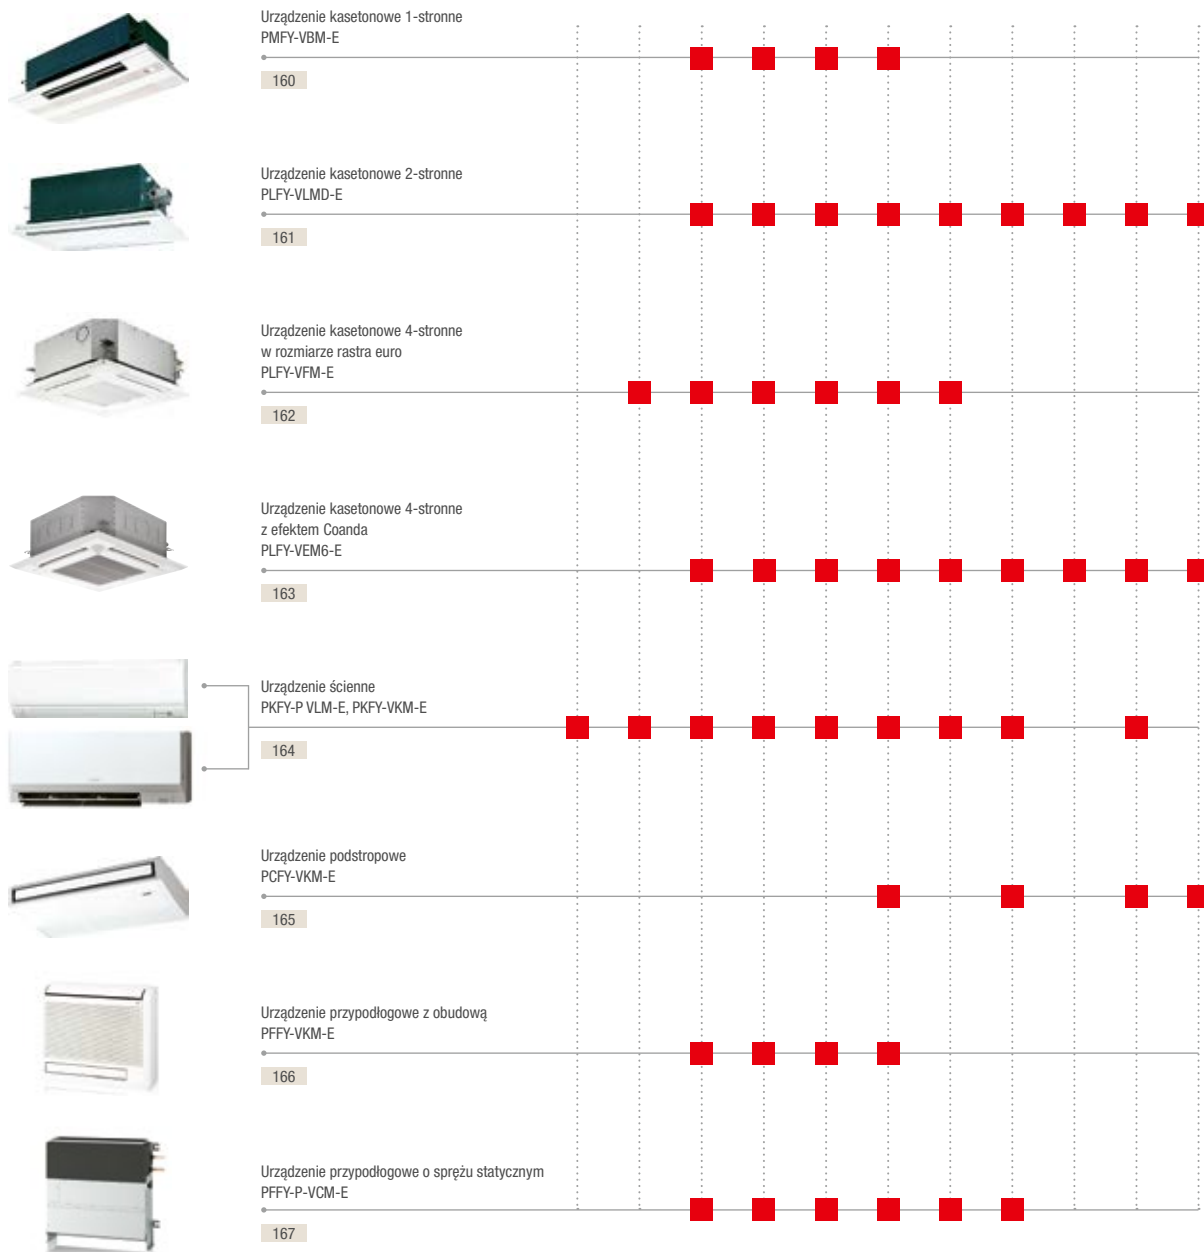 Urządzenie kasetonowe 1-stronne
PMFY-VBM-E
160
Urządzenie kasetonowe 2-stronne
PLFY-VLMD-E
161
Urządzenie kasetonowe 4-stronne
w rozmiarze rastra euro
PLFY-VFM-E
162
Urządzenie kasetonowe 4-stronne
z efektem Coanda
PLFY-VEM6-E
163
Urządzenie ścienne
PKFY-P VLM-E, PKFY-VKM-E
164
Urządzenie podstropowe
PCFY-VKM-E
165
Urządzenie przypodłogowe z obudową
PFFY-VKM-E
166
Urządzenie przypodłogowe o sprężu statycznym
PFFY-P-VCM-E
167